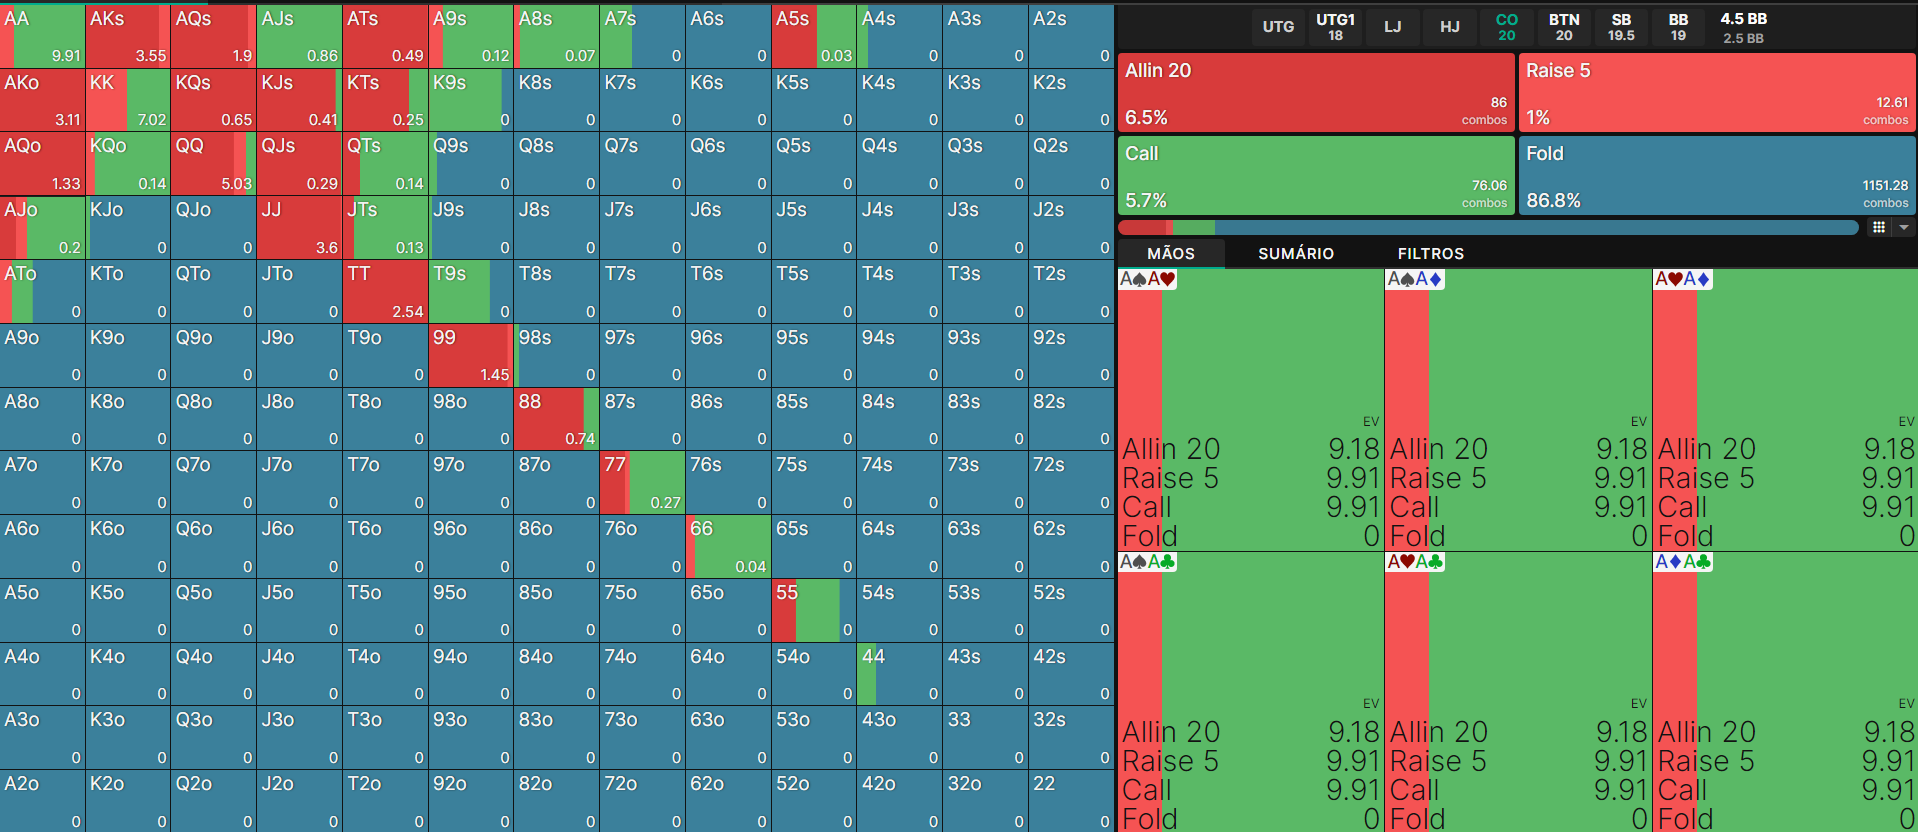 AA AKs AQs AJs ATs A9s A8s A7s A6s A5s A4s A3s A2s
9.91 3.55 1.9 0.86 0.49 0.12 0.07 0 0 0.03 0 0 0
AKo KK KQs KJs KTs K9s K8s K7s K6s K5s K4s K3s K2s
3.11 7.02 0.65 0.41 0.25 0 0 0 0 0 0 0 0
AQo KQo QQ QJs QTs Q9s Q8s Q7s Q6s Q5s Q4s Q3s Q2s
1.33 0.14 5.03 0.29 0.14 0 0 0 0 0 0 0 0
AJo KJo QJo JJ JTs J9s J8s J7s J6s J5s J4s J3s J2s
0.2 0 0 3.6 0.13 0 0 0 0 0 0 0 0
ATo KTo QTo JTo TT T9s T8s T7s T6s T5s T4s T3s T2s
0 0 0 0 2.54 0 0 0 0 0 0 0 0
A9o K9o Q9o J9o T9o 99 98s 97s 96s 95s 94s 93s 92s
0 0 0 0 0 1.45 0 0 0 0 0 0 0
A8o K8o Q8o J8o T8o 98o 88 87s 86s 85s 84s 83s 82s
0 0 0 0 0 0 0.74 0 0 0 0 0 0
A7o K7o Q7o J7o T7o 97o 87o 77 76s 75s 74s 73s 72s
0 0 0 0 0 0 0 0.27 0 0 0 0 0
A6o K6o Q6o J6o T6o 96o 86o 76o 66 65s 64s 63s 62s
0 0 0 0 0 0 0 0 0.04 0 0 0 0
A5o K5o Q5o J5o T5o 95o 85o 75o 65o 55 54s 53s 52s
0 0 0 0 0 0 0 0 0 0 0 0 0
A4o K4o Q4o J4o T4o 94o 84o 74o 64o 54o 44 43s 42s
0 0 0 0 0 0 0 0 0 0 0 0 0
A3o K3o Q3o J3o T3o 93o 83o 73o 63o 53o 43o 33 32s
0 0 0 0 0 0 0 0 0 0 0 0 0
A2o K2o Q2o J2o T2o 92o 82o 72o 62o 52o 42o 32o 22
0 0 0 0 0 0 0 0 0 0 0 0 0
UTG UTG1 LJ HJ CO BTN SB BB 4.5 BB
18 20 20 19.5 19 2.5 BB
Allin 20 Raise 5
86 12.61
6.5% combos 1% combos
Call Fold
76.06 1151.28
5.7% combos 86.8% combos
MÃOS SUMÁRIO FILTROS
A♠A♥ A♠A♦ A♥A♦
EV EV EV
Allin 20 9.18 Allin 20 9.18 Allin 20 9.18
Raise 5 9.91 Raise 5 9.91 Raise 5 9.91
Call 9.91 Call 9.91 Call 9.91
Fold 0 Fold 0 Fold 0
A♠A♣ A♥A♣ A♦A♣
EV EV EV
Allin 20 9.18 Allin 20 9.18 Allin 20 9.18
Raise 5 9.91 Raise 5 9.91 Raise 5 9.91
Call 9.91 Call 9.91 Call 9.91
Fold 0 Fold 0 Fold 0